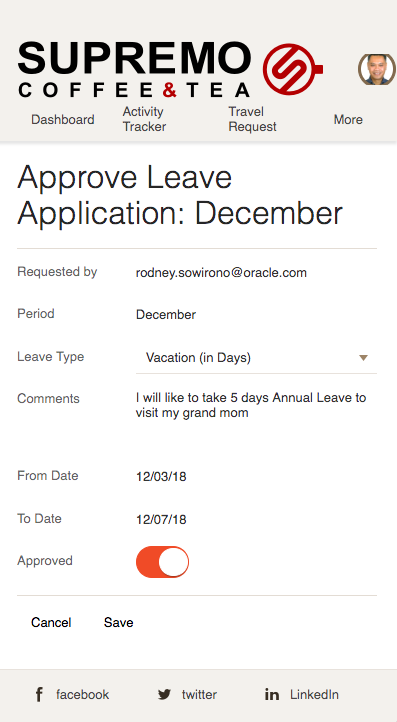 SUPREMO
COFFEE&TEA
Dashboard
Activity
Tracker
Travel
Request
More
Approve Leave
Application: December
Requested by rodney.sowirono@oracle.com
Period December
Leave Type Vacation (in Days)
Comments I will like to take 5 days Annual Leave to
visit my grand mom
From Date 12/03/18
To Date 12/07/18
Approved
Cancel Save
facebook twitter LinkedIn